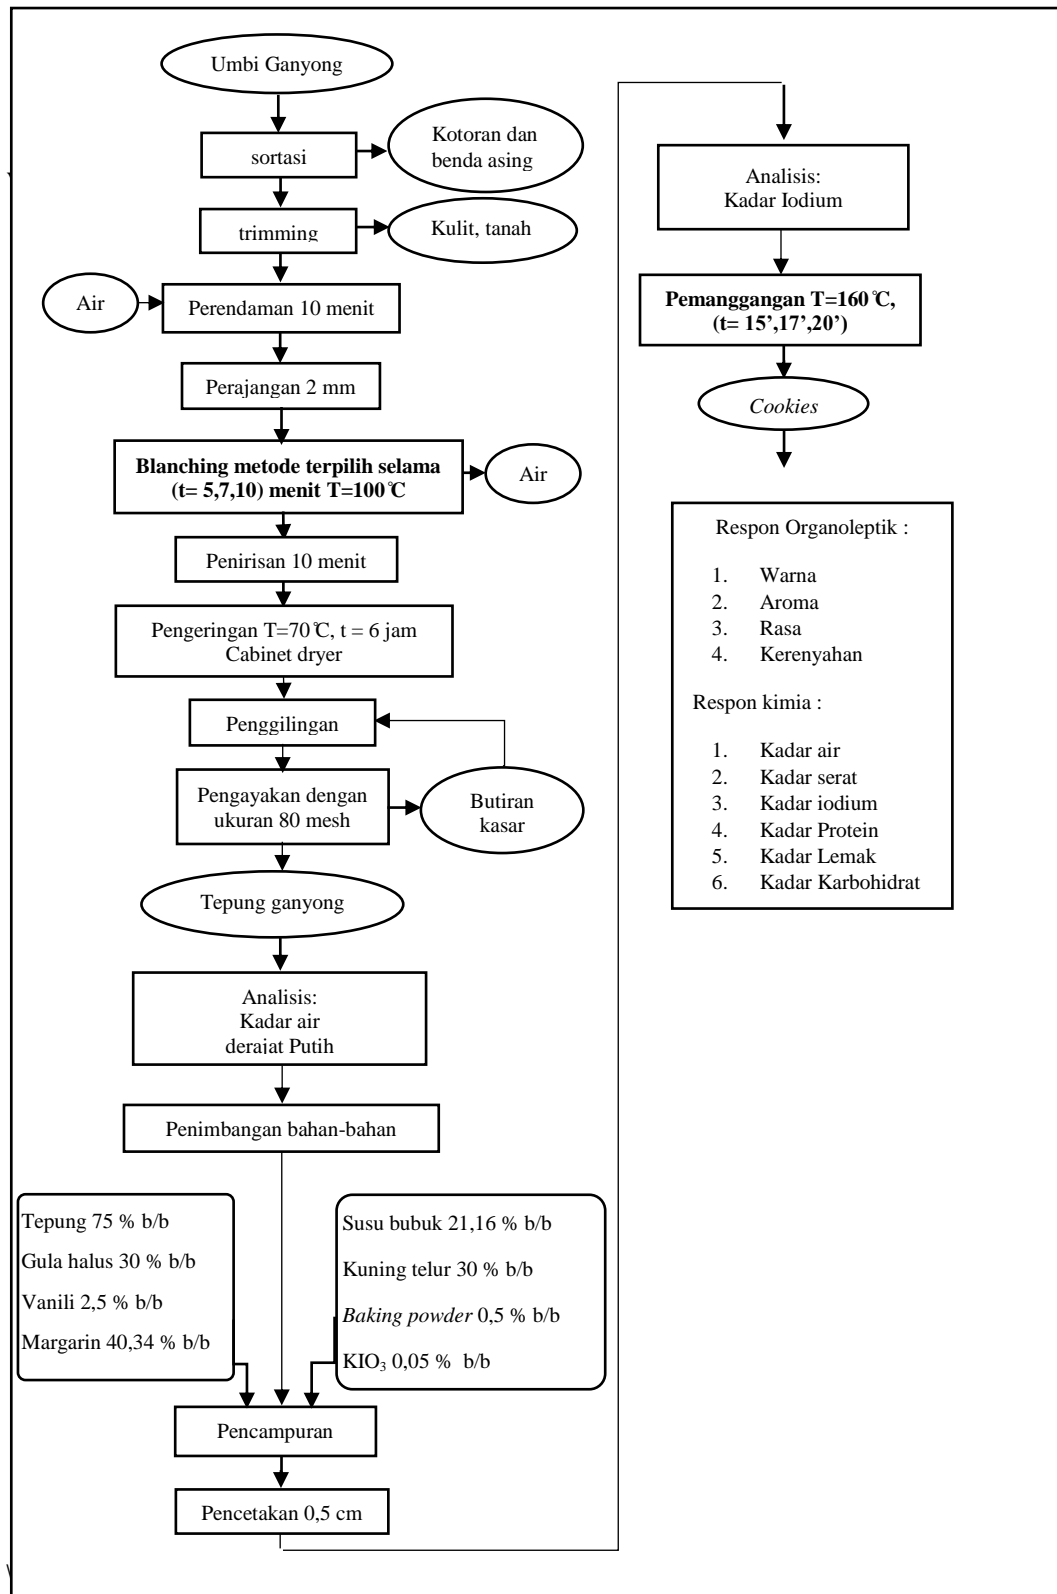 Umbi Ganyong
sortasi
Kotoran dan
benda asing
trimming
Kulit, tanah
Air
Perendaman 10 menit
Perajangan 2 mm
Blanching metode terpilih selama
(t= 5,7,10) menit T=100℃
Air
Penirisan 10 menit
Pengeringan T=70℃, t = 6 jam
Cabinet dryer
Penggilingan
Pengayakan dengan
ukuran 80 mesh
Butiran
kasar
Tepung ganyong
Analisis:
Kadar air
derajat Putih
Penimbangan bahan-bahan
Tepung 75 % b/b
Gula halus 30 % b/b
Vanili 2,5 % b/b
Margarin 40,34 % b/b
Susu bubuk 21,16 % b/b
Kuning telur 30 % b/b
Baking powder 0,5 % b/b
KIO₃ 0,05 % b/b
Pencampuran
Pencetakan 0,5 cm
Analisis:
Kadar Iodium
Pemanggangan T=160℃,
(t= 15’,17’,20’)
Cookies
Respon Organoleptik :
1. Warna
2. Aroma
3. Rasa
4. Kerenyahan
Respon kimia :
1. Kadar air
2. Kadar serat
3. Kadar iodium
4. Kadar Protein
5. Kadar Lemak
6. Kadar Karbohidrat